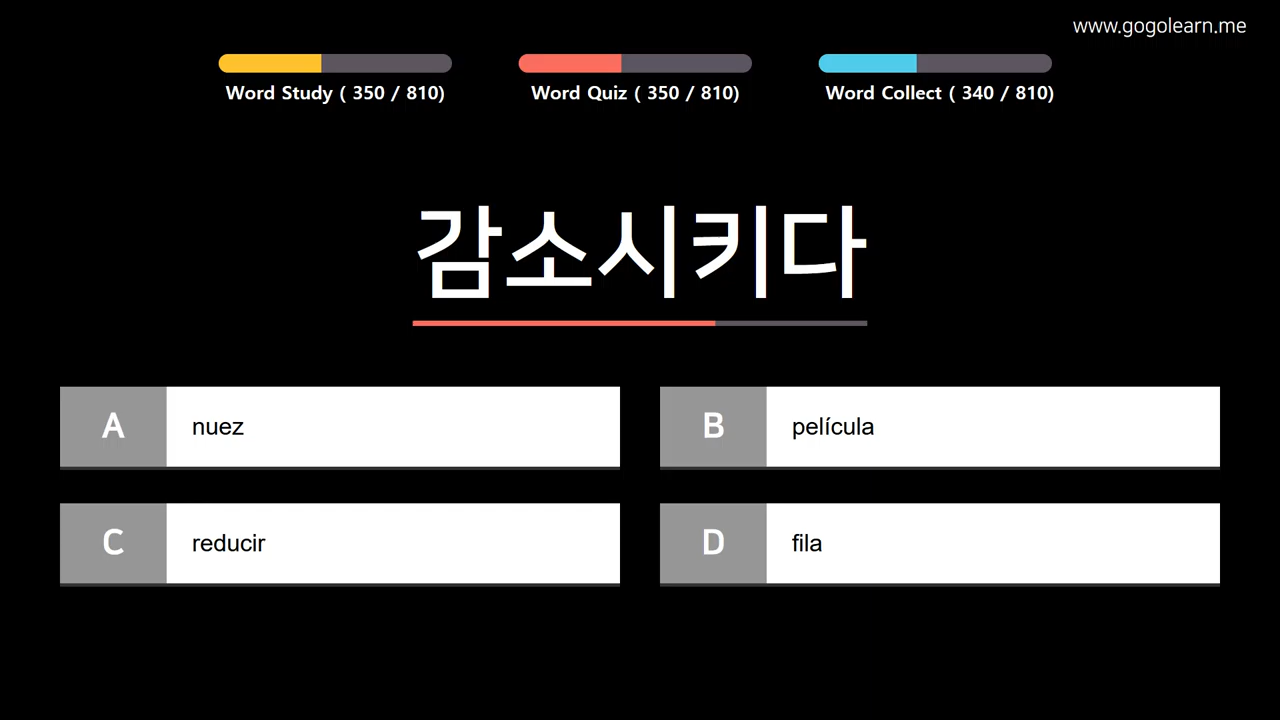 www.gogolearn.me
Word Study ( 350 / 810)
Word Quiz ( 350 / 810)
Word Collect ( 340 / 810)
감소시키다
A
nuez
B
película
C
reducir
D
fila